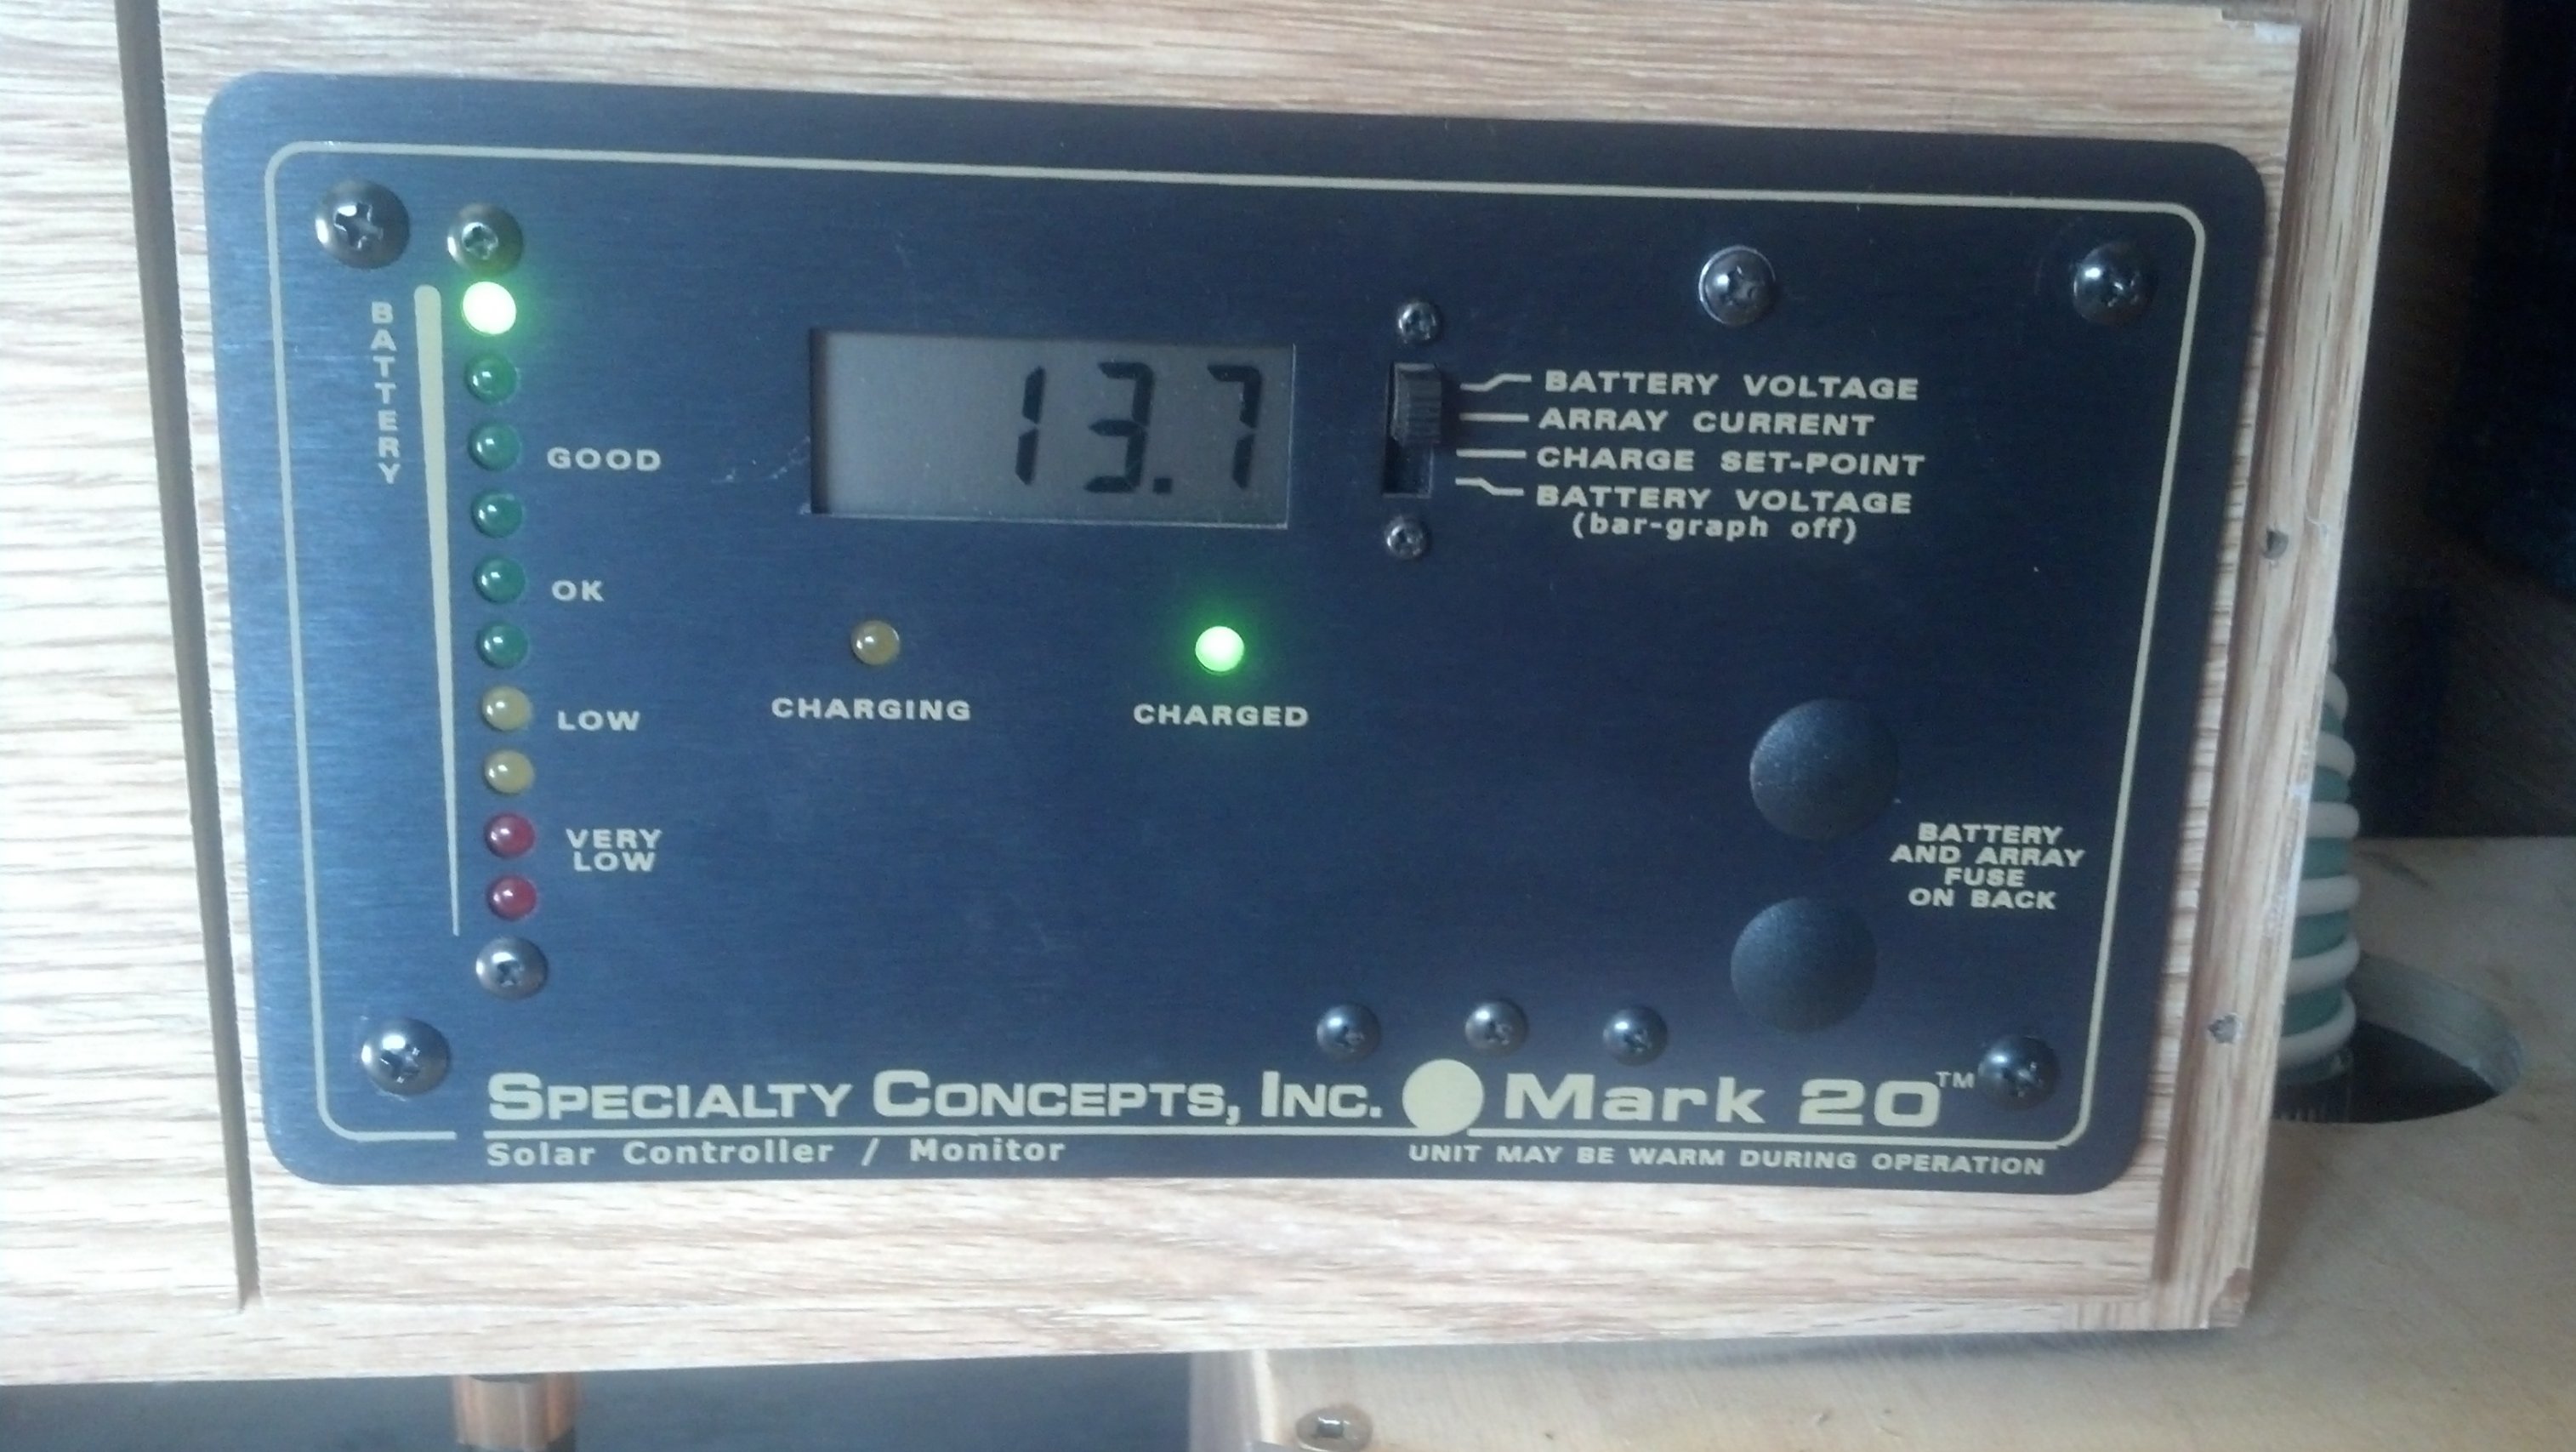 BATTERY
GOOD
OK
LOW
VERY
LOW
13.7
BATTERY VOLTAGE
ARRAY CURRENT
CHARGE SET-POINT
BATTERY VOLTAGE
(bar-graph off)
CHARGING
CHARGED
BATTERY
AND ARRAY
FUSE
ON BACK
SPECIALTY CONCEPTS, INC. Mark 20™
Solar Controller / Monitor
UNIT MAY BE WARM DURING OPERATION